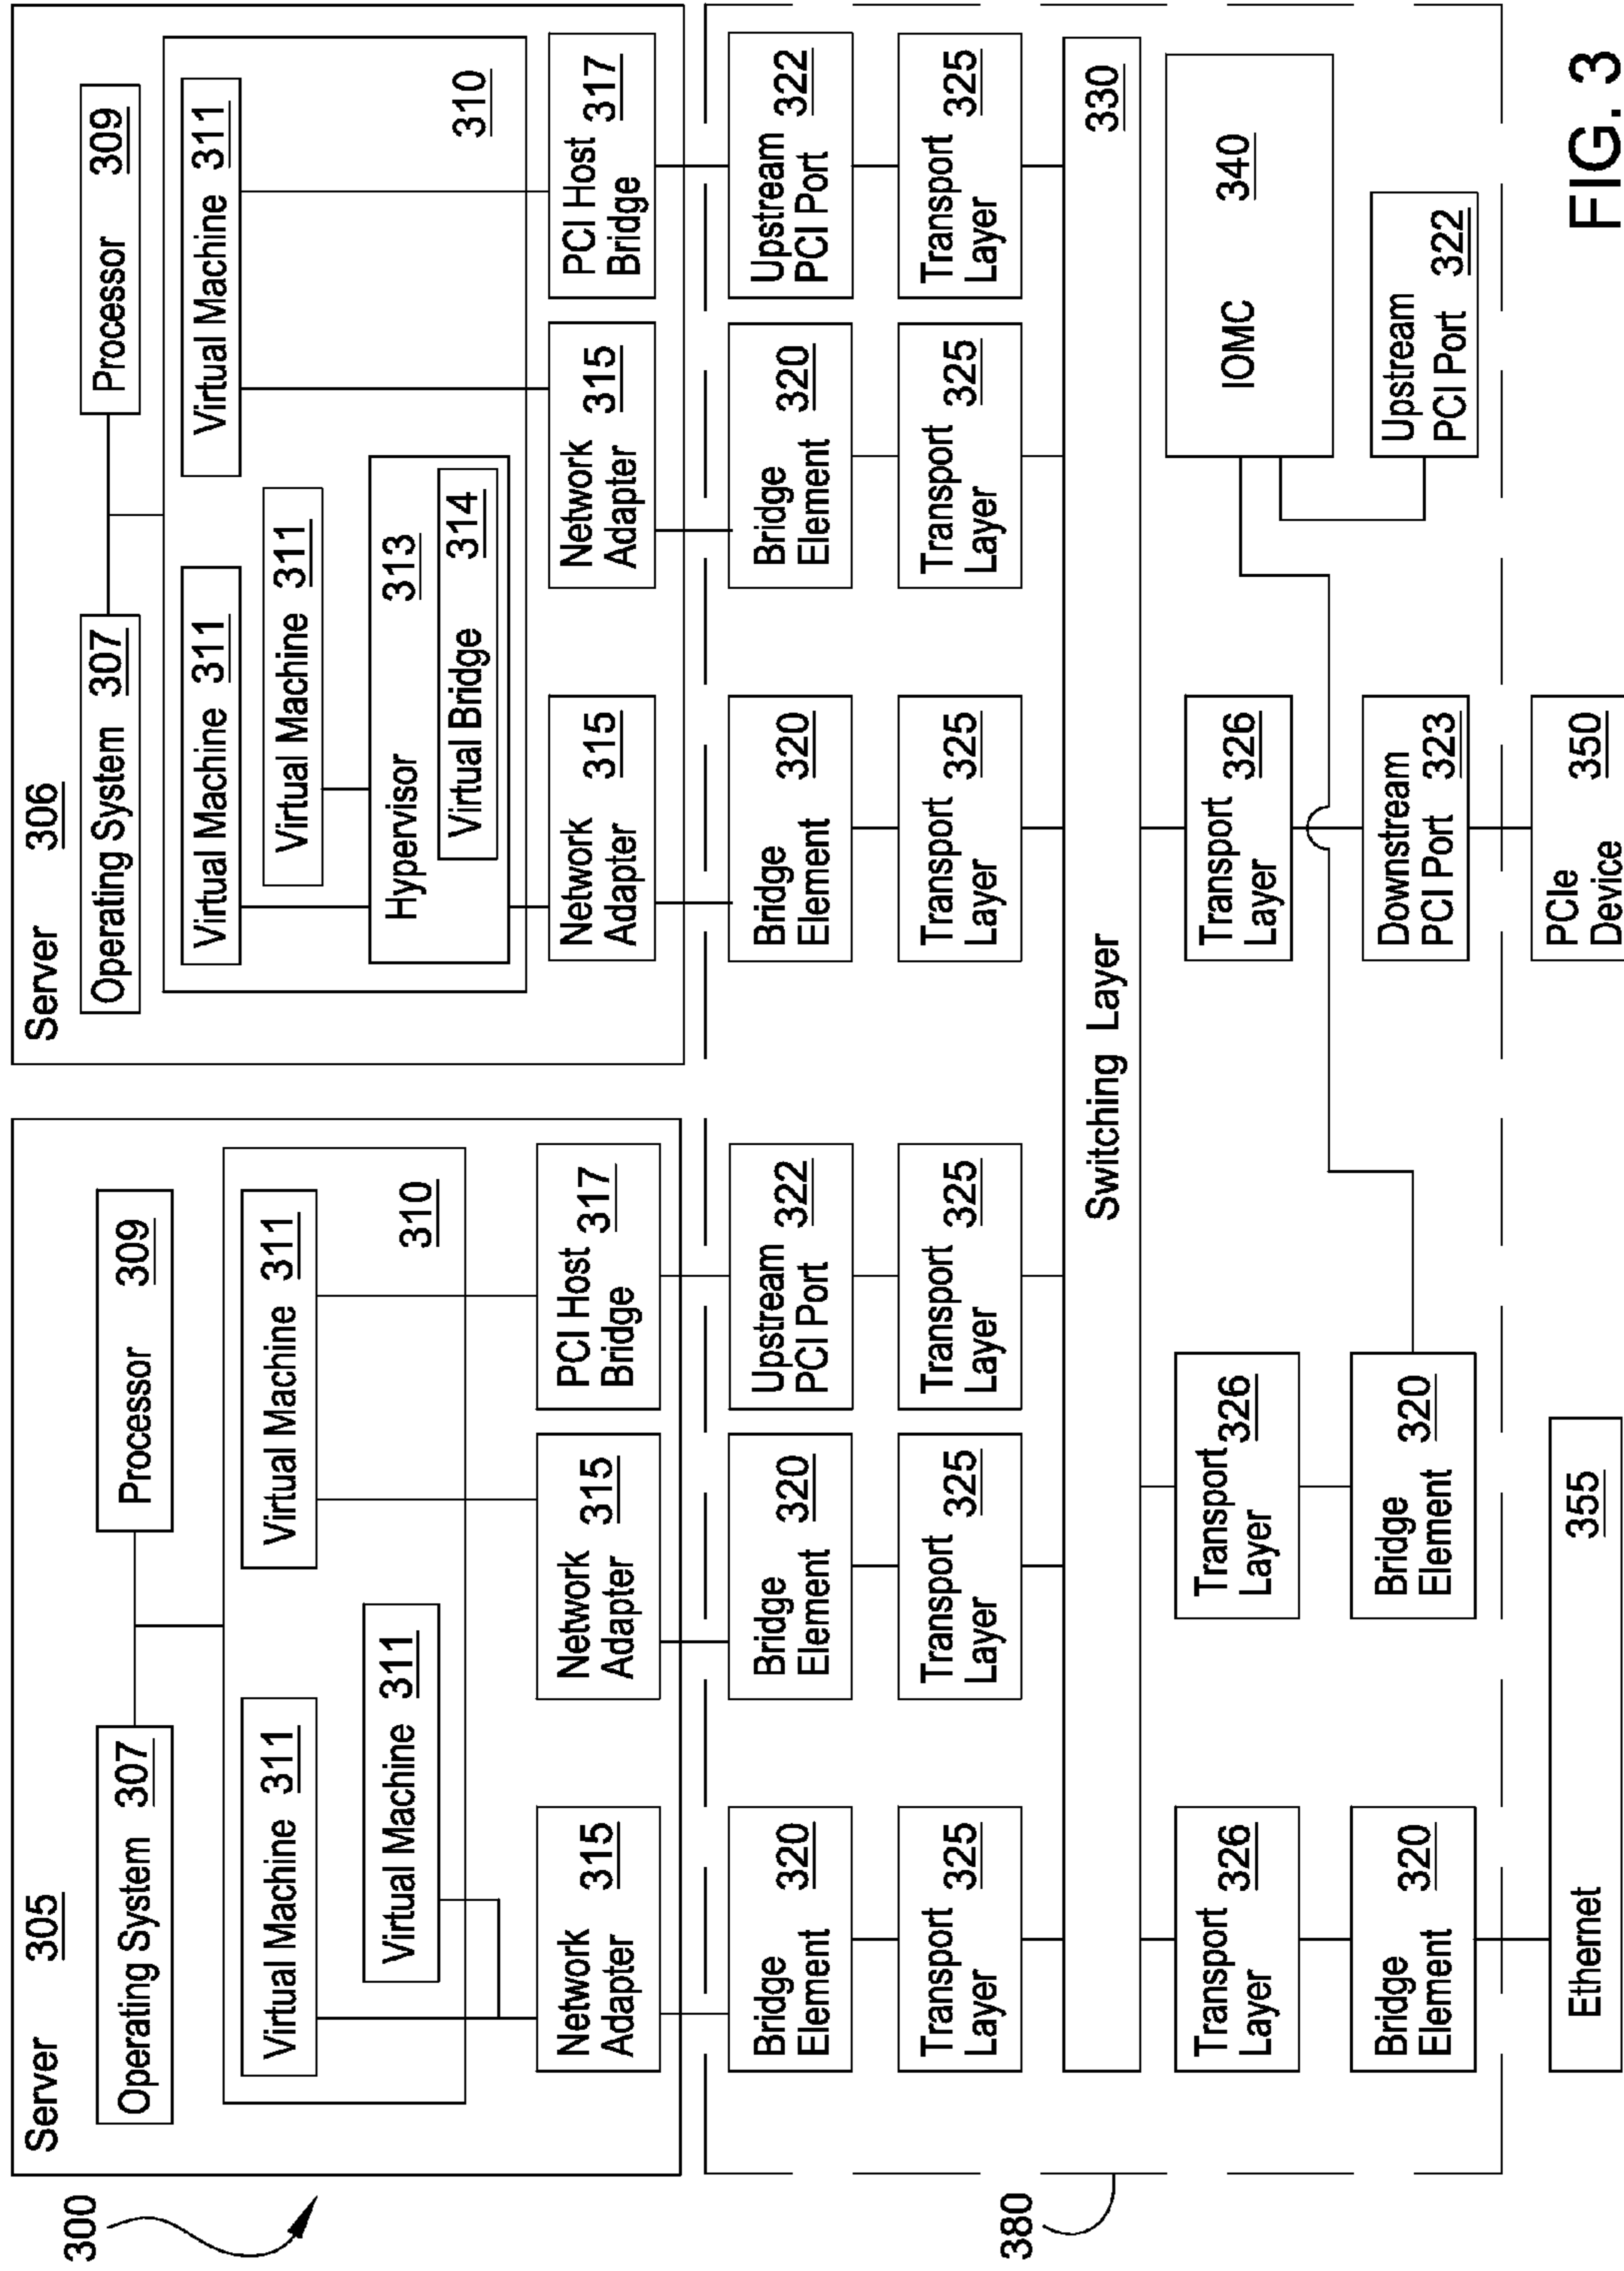 300
Server 305
Operating System 307
Processor 309
Virtual Machine 311
Virtual Machine 311
Virtual Machine 311
310
Network
Adapter 315
Network
Adapter 315
PCI Host
Bridge 317
Server 306
Operating System 307
Processor 309
Virtual Machine 311
Virtual Machine 311
Virtual Machine 311
310
Hypervisor 313
Virtual Bridge 314
Network
Adapter 315
Network
Adapter 315
PCI Host
Bridge 317
380
Bridge
Element 320
Bridge
Element 320
Upstream
PCI Port 322
Bridge
Element 320
Bridge
Element 320
Upstream
PCI Port 322
Transport
Layer 325
Transport
Layer 325
Transport
Layer 325
Transport
Layer 325
Transport
Layer 325
Transport
Layer 325
Switching Layer 330
Transport
Layer 326
Transport
Layer 326
Transport
Layer 326
IOMC 340
Bridge
Element 320
Bridge
Element 320
Downstream
PCI Port 323
Upstream
PCI Port 322
Ethernet 355
PCIe
Device 350
FIG. 3